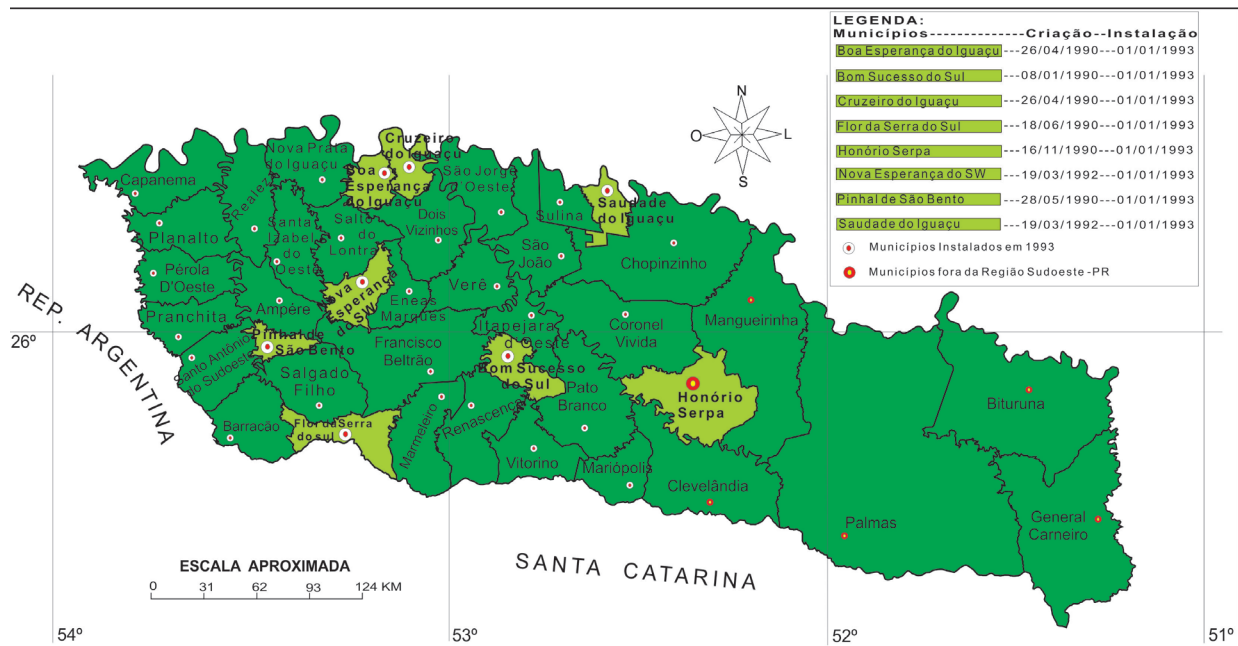 LEGENDA:
Municípios------------Criação--Instalação
Boa Esperança do Iguaçu ---26/04/1990---01/01/1993
Bom Sucesso do Sul ---08/01/1990---01/01/1993
Cruzeiro do Iguaçu ---26/04/1990---01/01/1993
Flor da Serra do Sul ---18/06/1990---01/01/1993
Honório Serpa ---16/11/1990---01/01/1993
Nova Esperança do SW ---19/03/1992---01/01/1993
Pinhal de São Bento ---28/05/1990---01/01/1993
Saudade do Iguaçu ---19/03/1992---01/01/1993
Municípios Instalados em 1993
Municípios fora da Região Sudoeste -PR
N
O
L
S
Cruzeiro
do Iguaçu
Nova Prata
do Iguaçu
Boa
Esperança
do Iguaçu
São Jorge
D'Oeste
Capanema
Realeza
Santa
Izabel
do
Oeste
Salto
do
Lontra
Dois
Vizinhos
Sulina
Saudade
do Iguaçu
Planalto
São
João
Chopinzinho
Pérola
D'Oeste
Nova
Esperança
do SW
Verê
Ampére
Eneas
Marques
Pranchita
Itapejara
d'Oeste
Coronel
Vivida
Mangueirinha
REP. ARGENTINA
26º
Santo Antônio
do Sudoeste
Pinhal de
São Bento
Francisco
Beltrão
Bom Sucesso
do Sul
Salgado
Filho
Pato
Branco
Honório
Serpa
Bituruna
Barracão
Flor da Serra
do sul
Marmeleiro
Renascença
Vitorino
Mariópolis
Clevelândia
Palmas
General
Carneiro
ESCALA APROXIMADA
0 31 62 93 124 KM
SANTA CATARINA
54º 53º 52º 51º